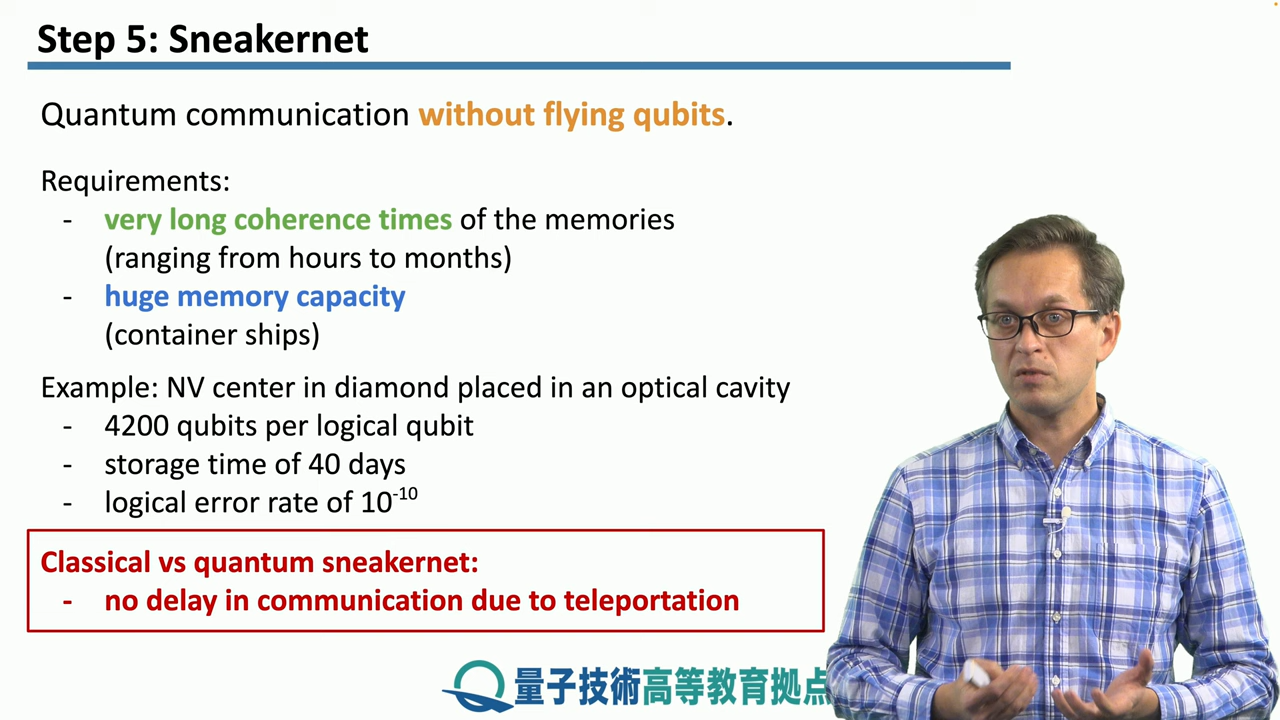 Step 5: Sneakernet
Quantum communication without flying qubits.
Requirements:
- very long coherence times of the memories
(ranging from hours to months)
- huge memory capacity
(container ships)
Example: NV center in diamond placed in an optical cavity
- 4200 qubits per logical qubit
- storage time of 40 days
- logical error rate of 10⁻¹⁰
Classical vs quantum sneakernet:
- no delay in communication due to teleportation
量子技術高等教育拠点